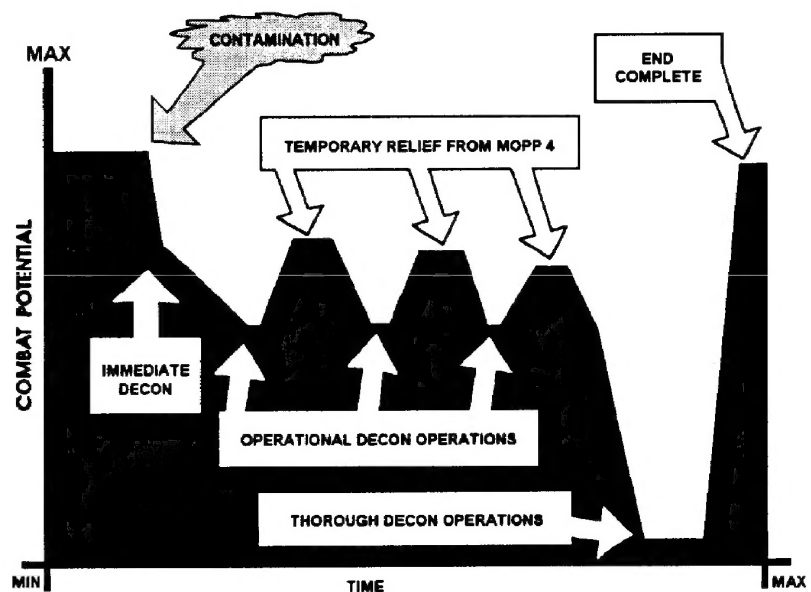 CONTAMINATION
MAX
END
COMPLETE
TEMPORARY RELIEF FROM MOPP 4
COMBAT POTENTIAL
IMMEDIATE
DECON
OPERATIONAL DECON OPERATIONS
THOROUGH DECON OPERATIONS
MIN
TIME
MAX